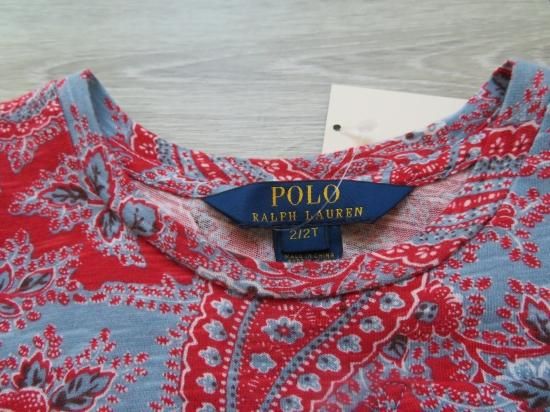 POLO
RALPH LAUREN
2/2T
MADE IN CHINA